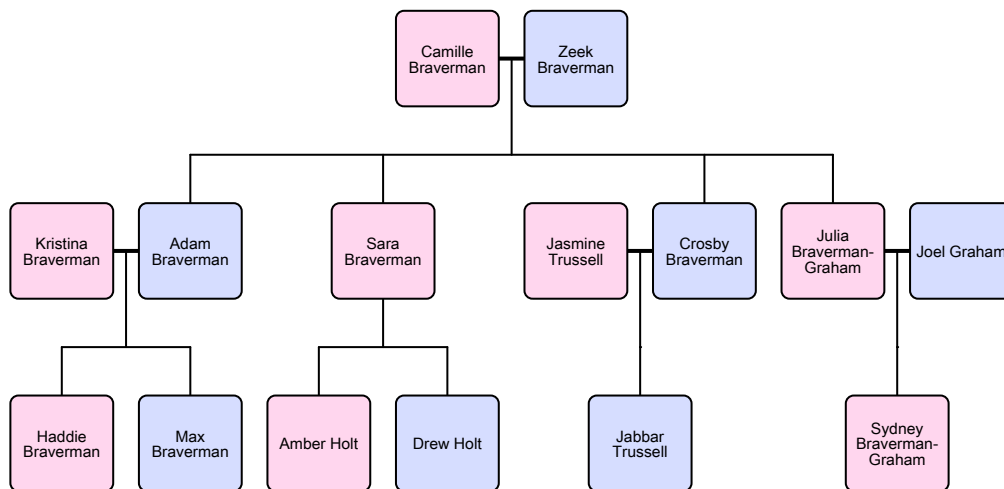 Camille
Braverman
Zeek
Braverman
Kristina
Braverman
Adam
Braverman
Sara
Braverman
Jasmine
Trussell
Crosby
Braverman
Julia
Braverman-
Graham
Joel Graham
Haddie
Braverman
Max
Braverman
Amber Holt
Drew Holt
Jabbar
Trussell
Sydney
Braverman-
Graham